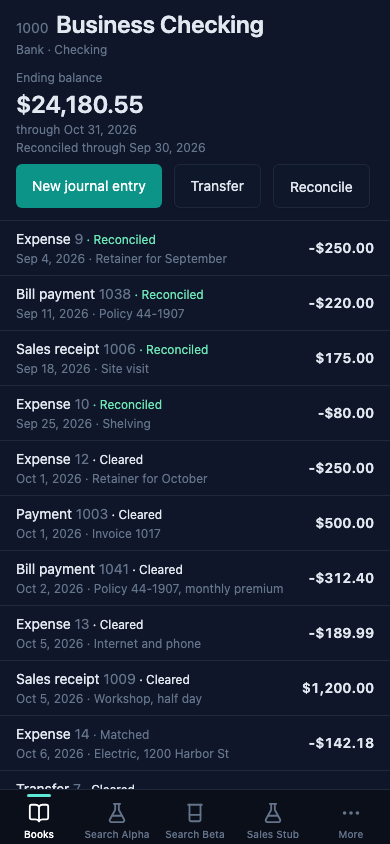 1000 Business Checking
Bank · Checking
Ending balance
$24,180.55
through Oct 31, 2026
Reconciled through Sep 30, 2026
New journal entry Transfer Reconcile
Expense 9 · Reconciled -$250.00
Sep 4, 2026 · Retainer for September
Bill payment 1038 · Reconciled -$220.00
Sep 11, 2026 · Policy 44-1907
Sales receipt 1006 · Reconciled $175.00
Sep 18, 2026 · Site visit
Expense 10 · Reconciled -$80.00
Sep 25, 2026 · Shelving
Expense 12 · Cleared -$250.00
Oct 1, 2026 · Retainer for October
Payment 1003 · Cleared $500.00
Oct 1, 2026 · Invoice 1017
Bill payment 1041 · Cleared -$312.40
Oct 2, 2026 · Policy 44-1907, monthly premium
Expense 13 · Cleared -$189.99
Oct 5, 2026 · Internet and phone
Sales receipt 1009 · Cleared $1,200.00
Oct 5, 2026 · Workshop, half day
Expense 14 · Matched -$142.18
Oct 6, 2026 · Electric, 1200 Harbor St
Transfer 7 · Cleared
Books Search Alpha Search Beta Sales Stub More